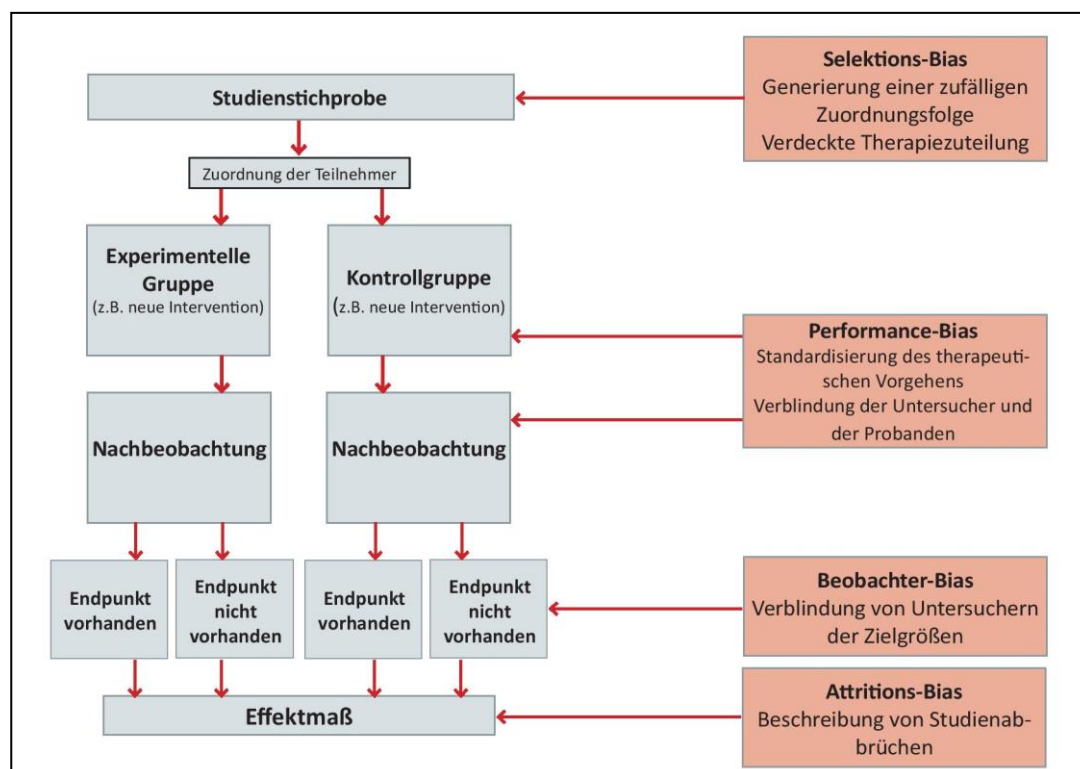 Studienstichprobe
Zuordnung der Teilnehmer
Experimentelle
Gruppe
(z.B. neue Intervention)
Kontrollgruppe
(z.B. neue Intervention)
Nachbeobachtung
Nachbeobachtung
Endpunkt
vorhanden
Endpunkt
nicht
vorhanden
Endpunkt
vorhanden
Endpunkt
nicht
vorhanden
Effektmaß
Selektions-Bias
Generierung einer zufälligen
Zuordnungsfolge
Verdeckte Therapiezuteilung
Performance-Bias
Standardisierung des therapeuti-
schen Vorgehens
Verblindung der Untersucher und
der Probanden
Beobachter-Bias
Verblindung von Untersuchern
der Zielgrößen
Attritions-Bias
Beschreibung von Studienab-
brüchen